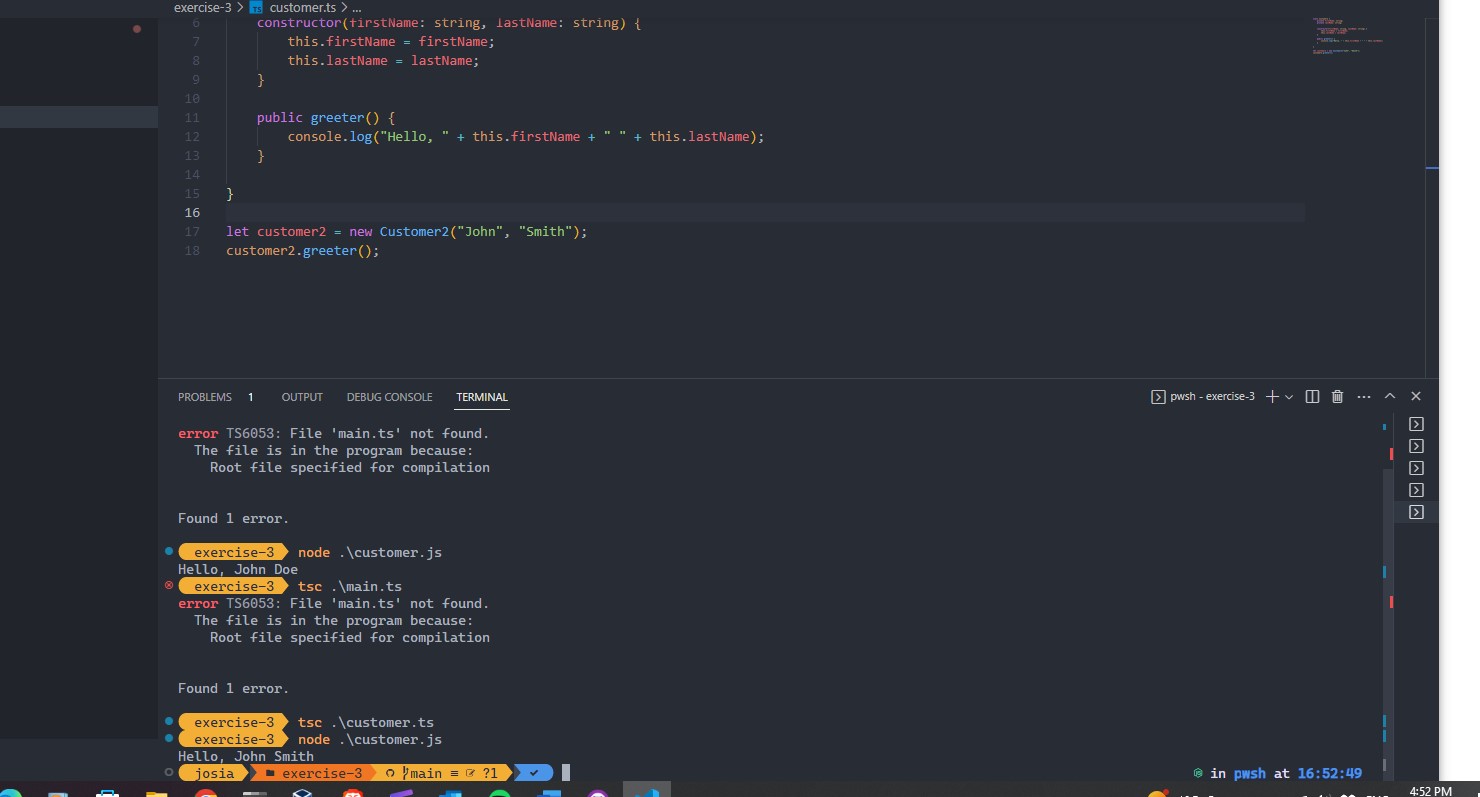 exercise-3 > TS customer.ts > ...
6 constructor(firstName: string, lastName: string) {
7 this.firstName = firstName;
8 this.lastName = lastName;
9 }
10
11 public greeter() {
12 console.log("Hello, " + this.firstName + " " + this.lastName);
13 }
14
15 }
16
17 let customer2 = new Customer2("John", "Smith");
18 customer2.greeter();
PROBLEMS 1 OUTPUT DEBUG CONSOLE TERMINAL pwsh - exercise-3
error TS6053: File 'main.ts' not found.
The file is in the program because:
Root file specified for compilation
Found 1 error.
exercise-3 node .\customer.js
Hello, John Doe
exercise-3 tsc .\main.ts
error TS6053: File 'main.ts' not found.
The file is in the program because:
Root file specified for compilation
Found 1 error.
exercise-3 tsc .\customer.ts
exercise-3 node .\customer.js
Hello, John Smith
josia exercise-3 main ≡ ?1 in pwsh at 16:52:49
4:52 PM